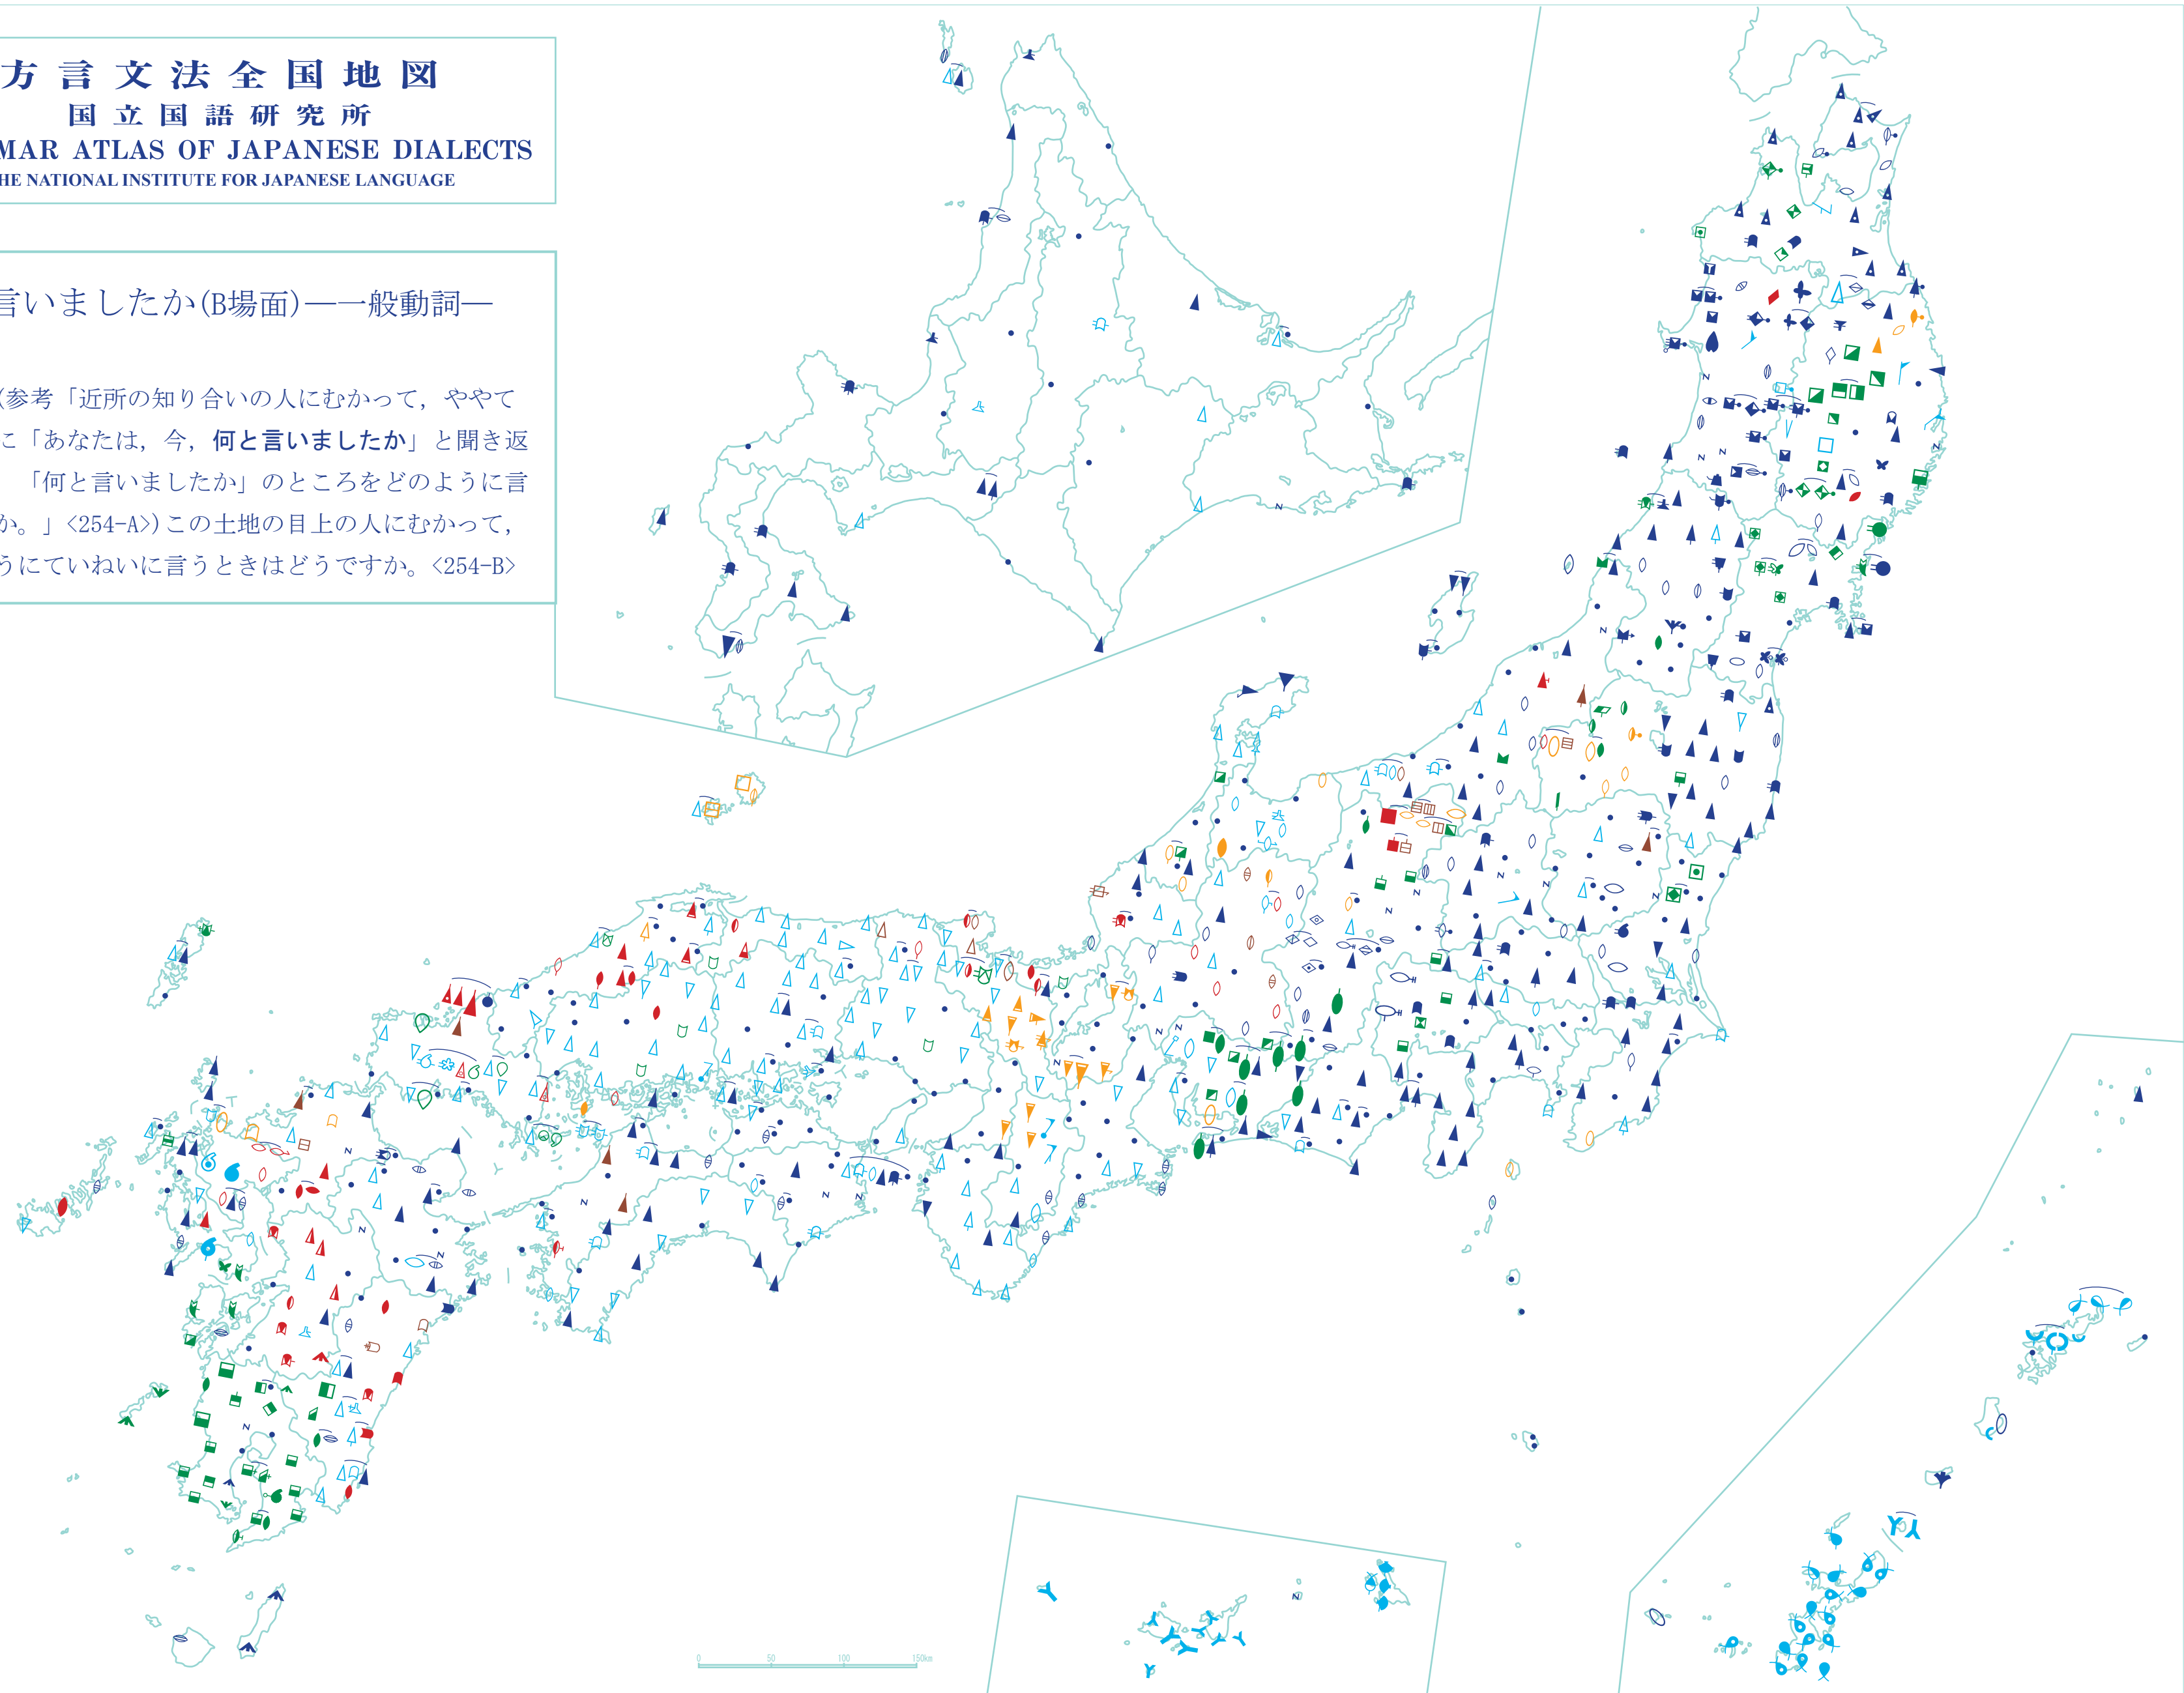 方言文法全国地図
国立国語研究所
MAR ATLAS OF JAPANESE DIALECTS
HE NATIONAL INSTITUTE FOR JAPANESE LANGUAGE
言いましたか(B場面)―一般動詞―
(参考「近所の知り合いの人にむかって，ややて
に「あなたは，今，何と言いましたか」と聞き返
「何と言いましたか」のところをどのように言
か。」<254-A>)この土地の目上の人にむかって，
うにていねいに言うときはどうですか。<254-B>
0 50 100 150km